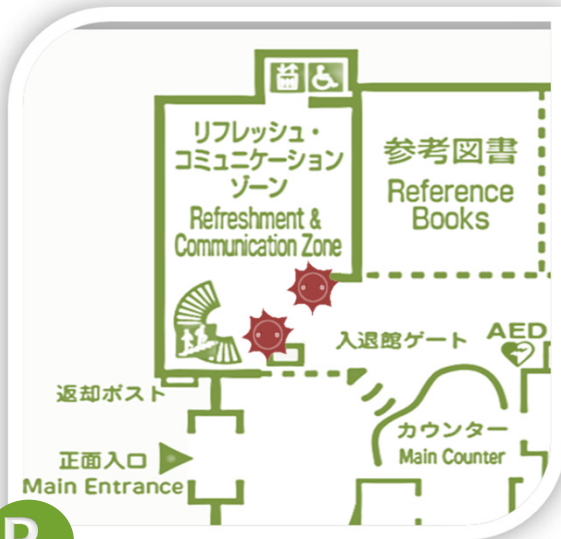 リフレッシュ・
コミュニケーション
ゾーン
Refreshment &
Communication Zone
参考図書
Reference
Books
入退館ゲート
AED
返却ポスト
カウンター
Main Counter
正面入口
Main Entrance